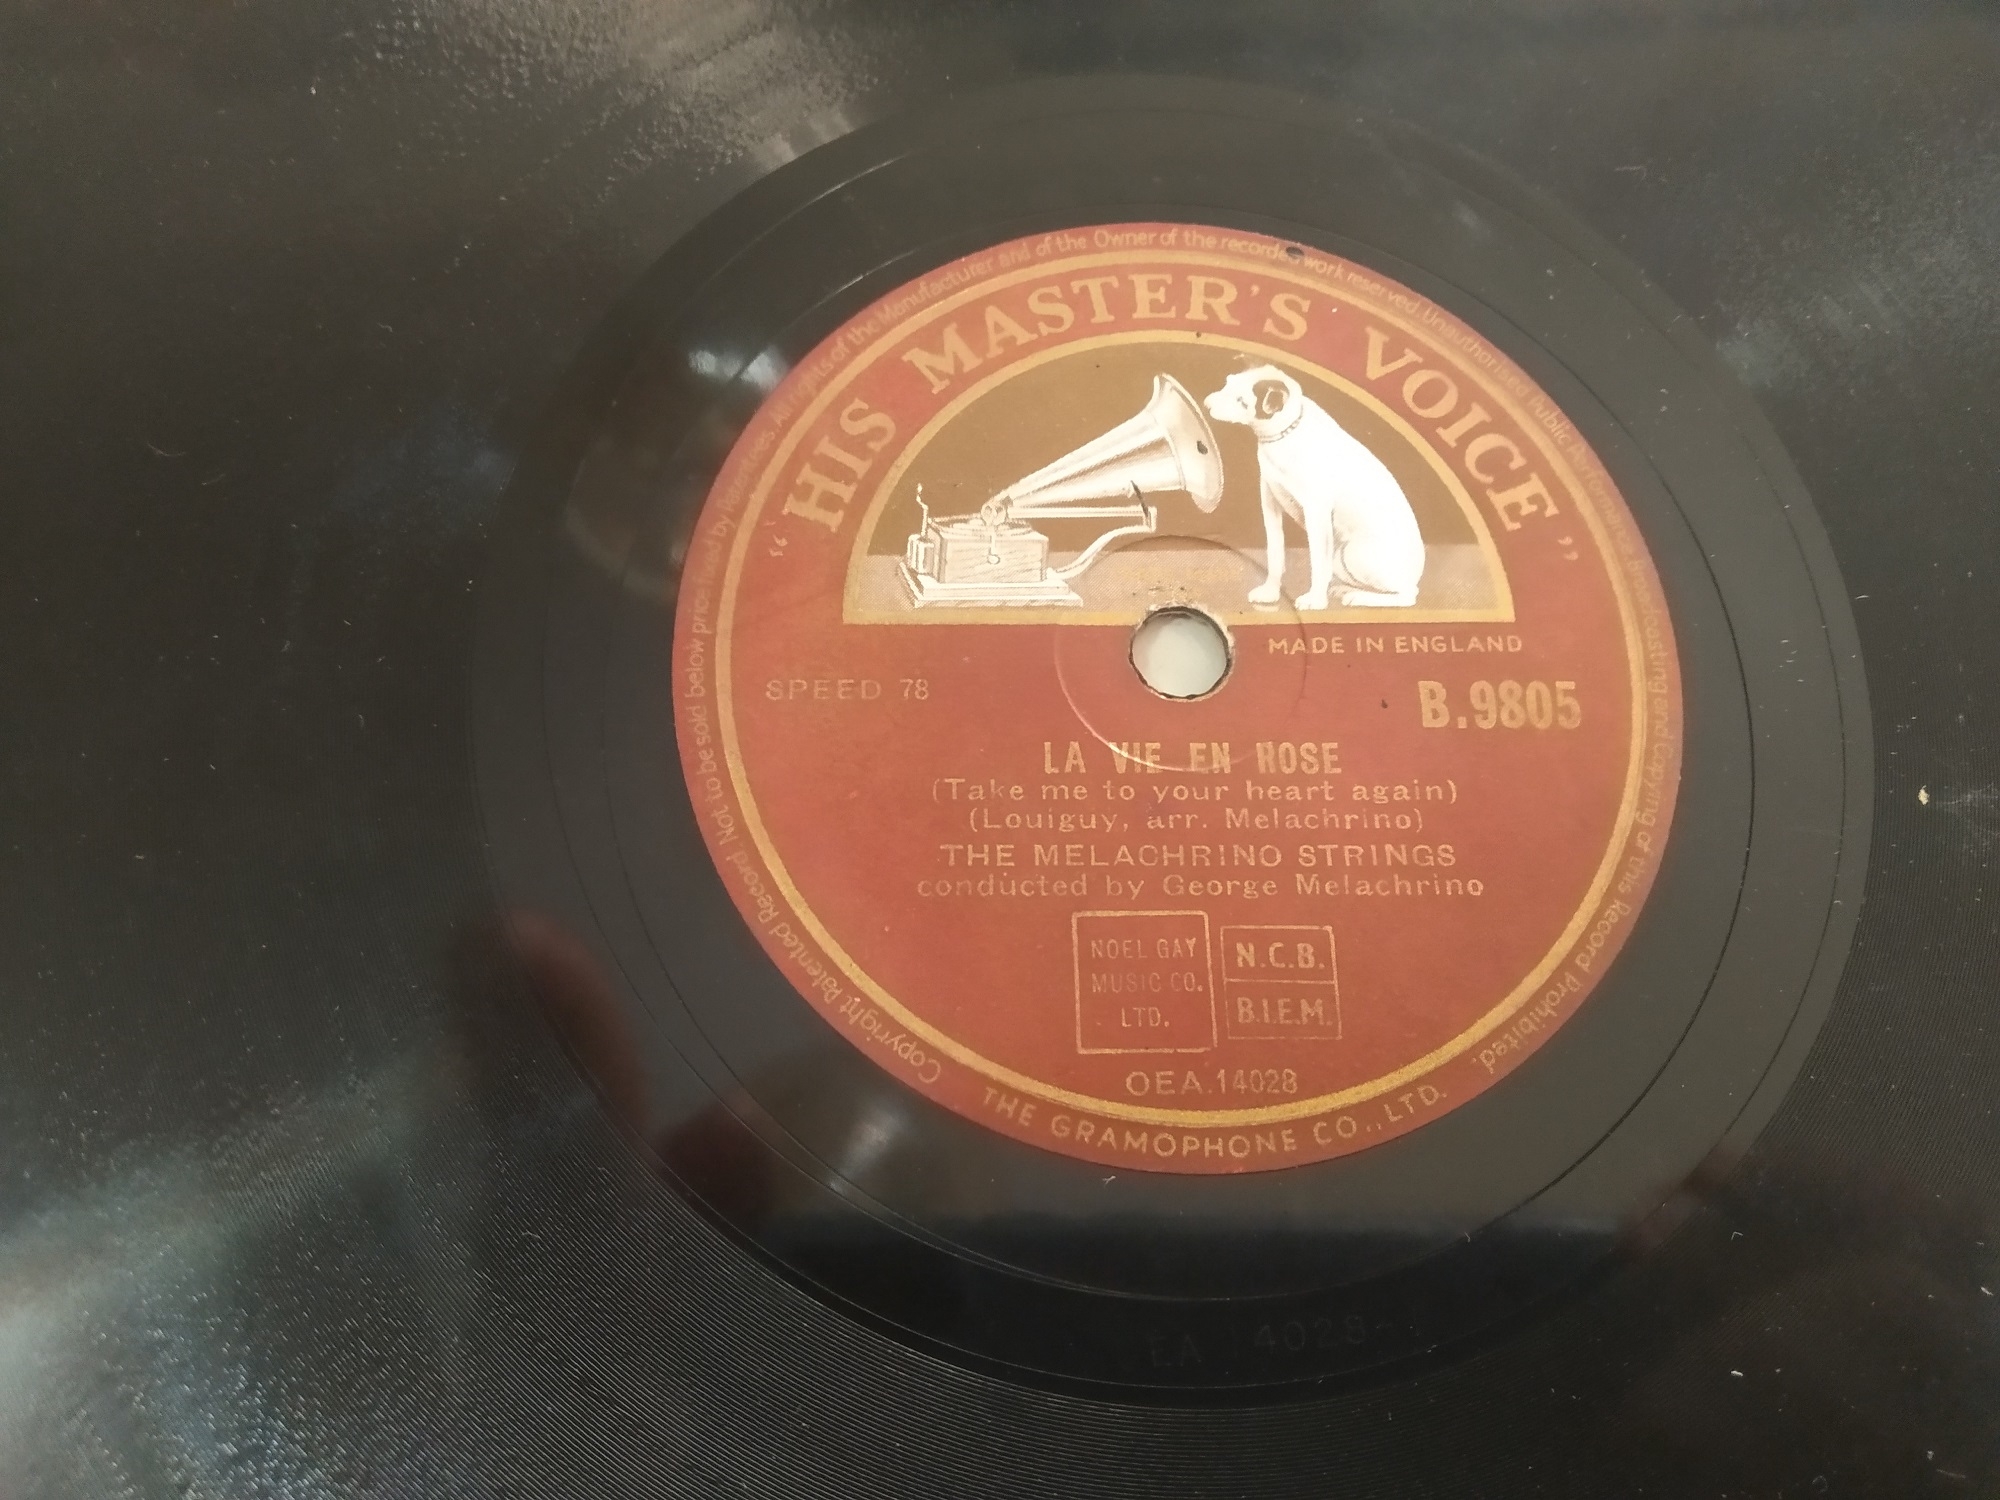 Copyright Patented Record Not to be sold below price fixed by Patentees. All rights of the Manufacturer and of the Owner of the recorded work reserved. Unauthorised Public Performance Broadcasting and Copying of this Record Prohibited.
"HIS MASTER'S VOICE"
MADE IN ENGLAND
SPEED 78
B.9805
LA VIE EN ROSE
(Take me to your heart again)
(Louiguy, arr. Melachrino)
THE MELACHRINO STRINGS
conducted by George Melachrino
NOEL GAY
MUSIC CO.
LTD.
N.C.B.
B.I.E.M.
OEA.14028
THE GRAMOPHONE CO., LTD.
EA 14028-